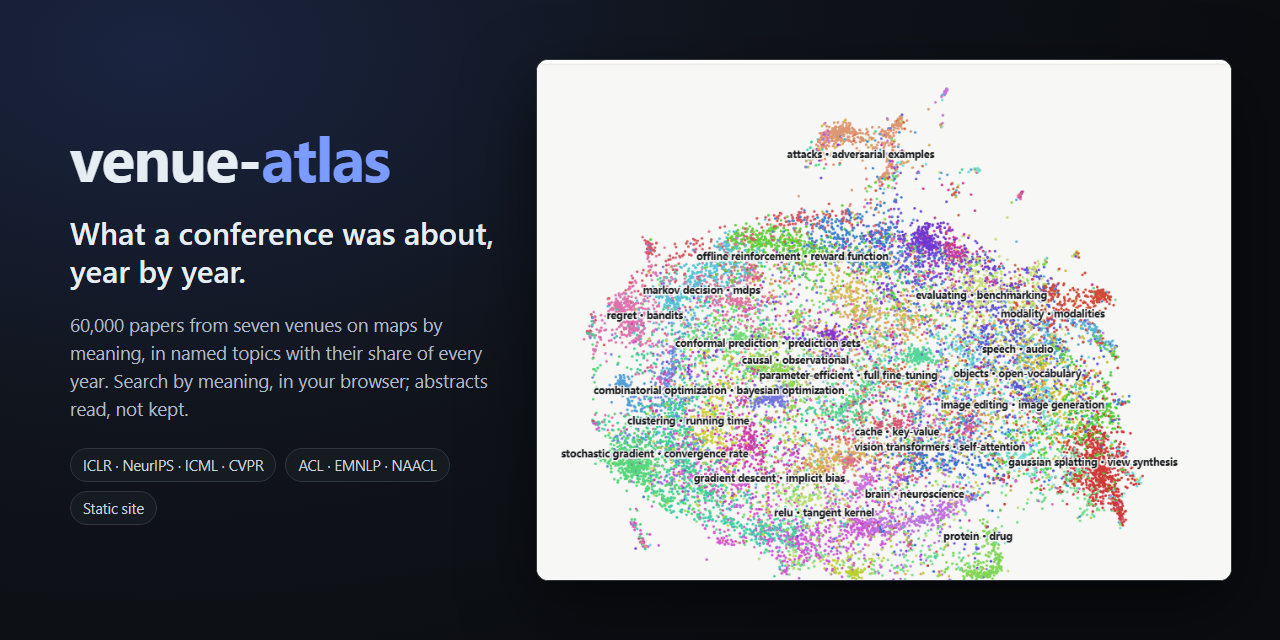 venue-atlas
What a conference was about,
year by year.
60,000 papers from seven venues on maps by
meaning, in named topics with their share of every
year. Search by meaning, in your browser; abstracts
read, not kept.
ICLR · NeurIPS · ICML · CVPR
ACL · EMNLP · NAACL
Static site
attacks • adversarial examples
offline reinforcement • reward function
markov decision • mdps
evaluating • benchmarking
regret • bandits
modality • modalities
conformal prediction • prediction sets
speech • audio
causal • observational
parameter-efficient • full fine-tuning
objects • open-vocabulary
combinatorial optimization • bayesian optimization
image editing • image generation
clustering • running time
cache • key-value
vision transformers • self-attention
stochastic gradient • convergence rate
gaussian splatting • view synthesis
gradient descent • implicit bias
brain • neuroscience
relu • tangent kernel
protein • drug